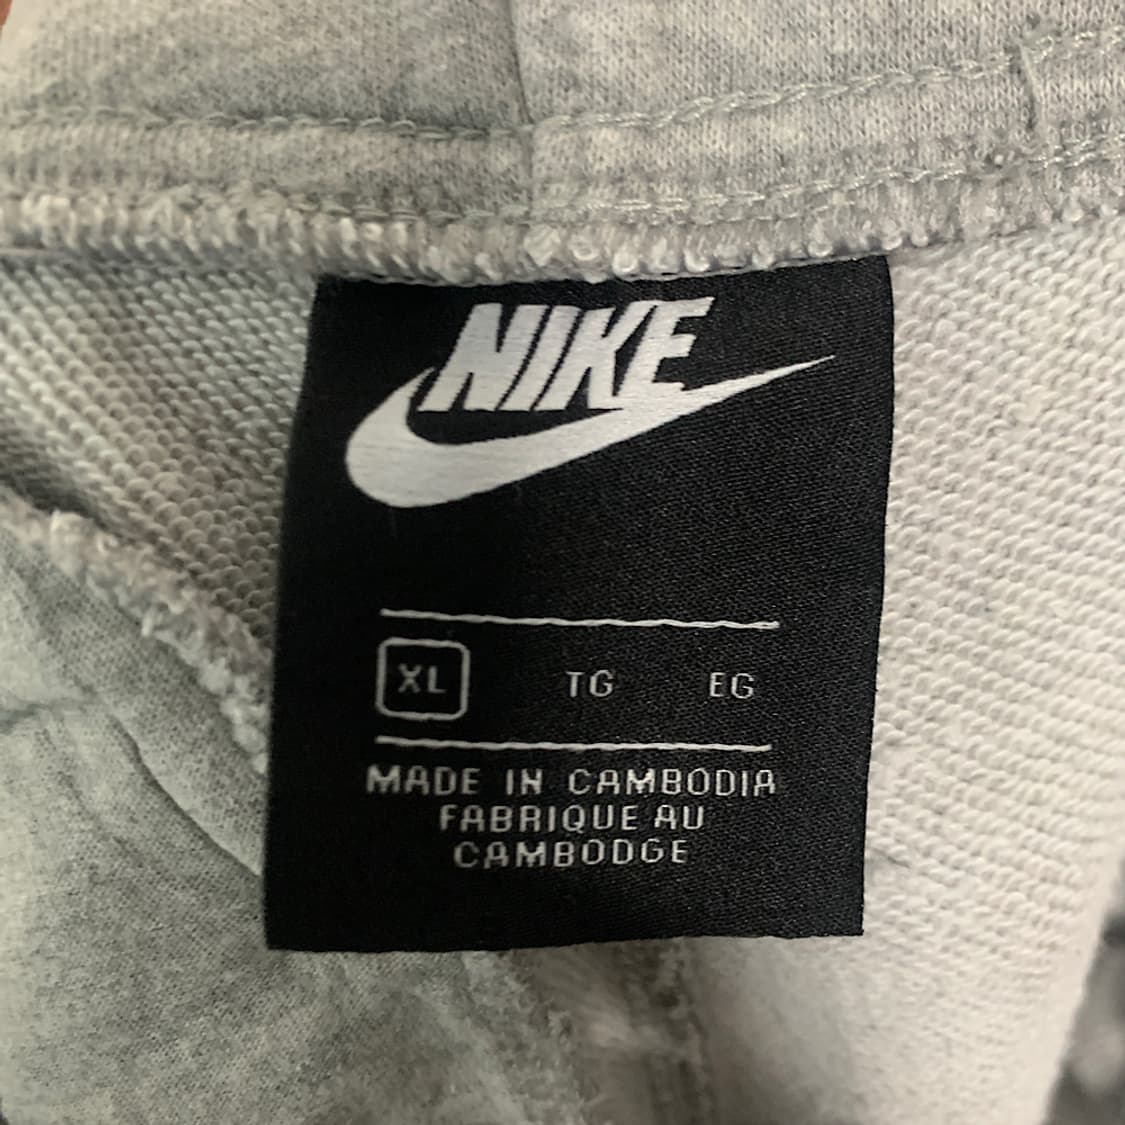 NIKE
XL TG EG
MADE IN CAMBODIA
FABRIQUE AU
CAMBODGE